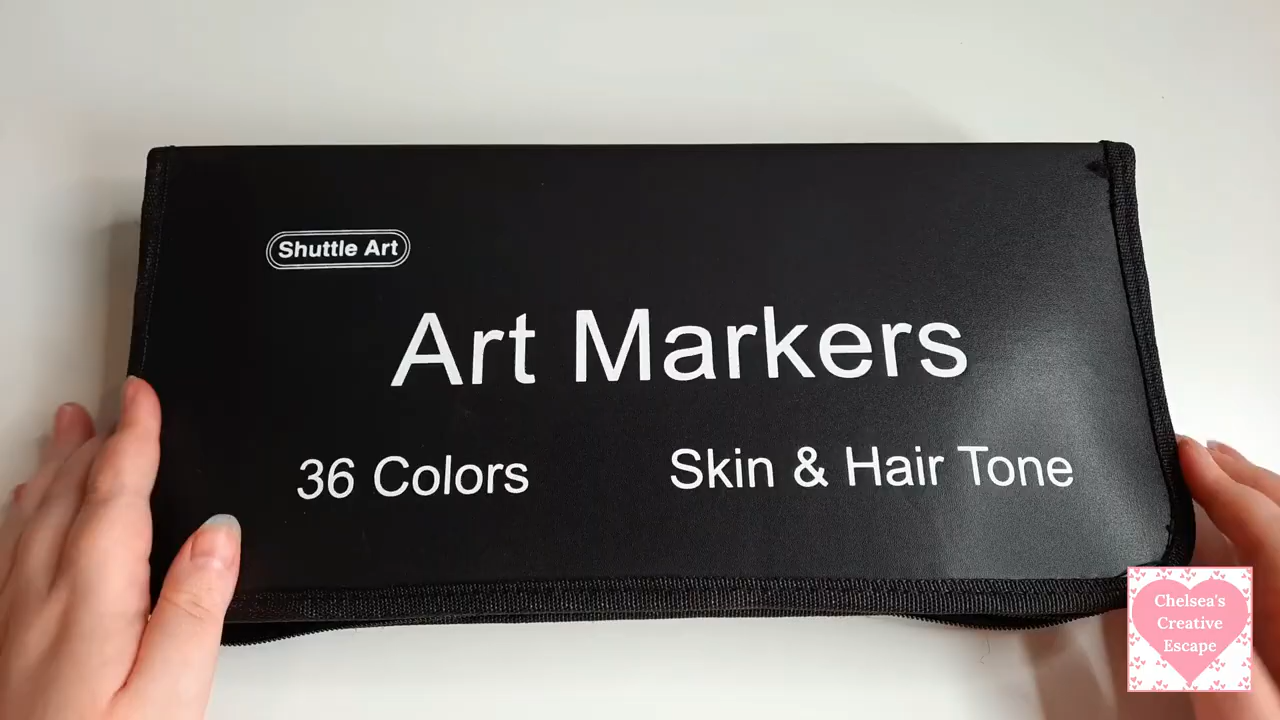 Shuttle Art
Art Markers
36 Colors
Skin & Hair Tone
Chelsea's
Creative
Escape